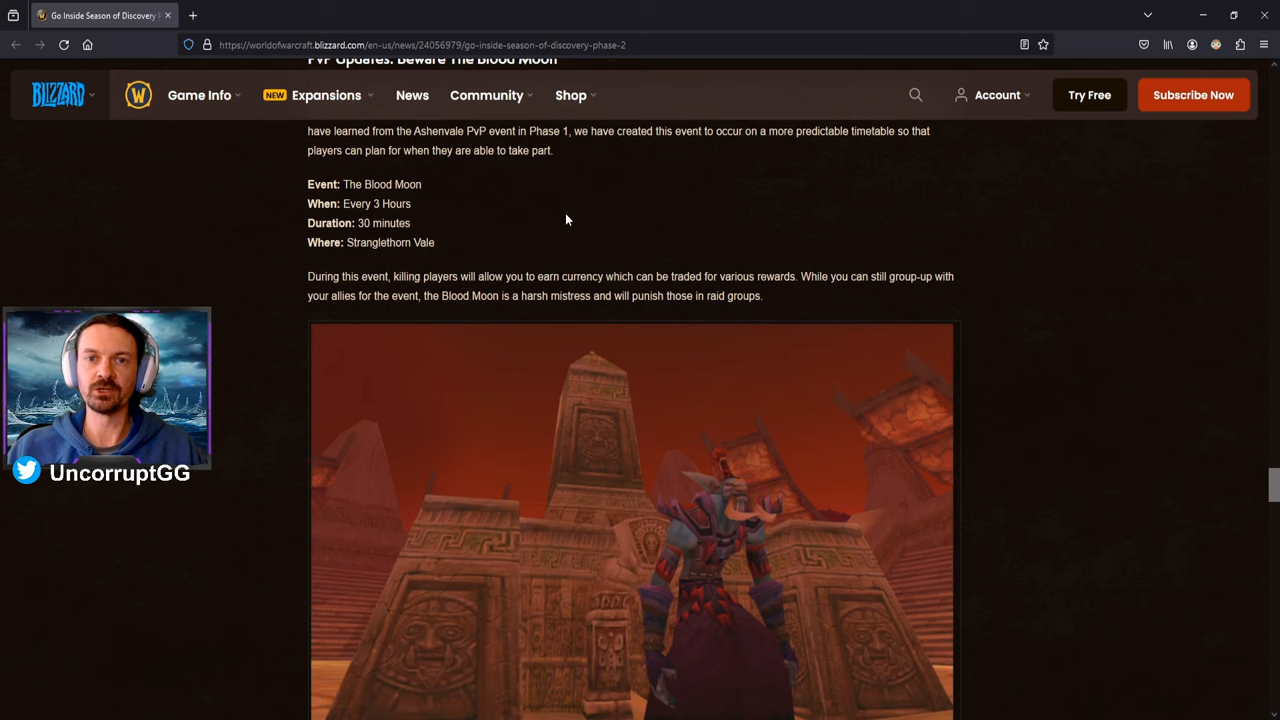 Go Inside Season of Discovery
https://worldofwarcraft.blizzard.com/en-us/news/24056979/go-inside-season-of-discovery-phase-2
PvP Updates: Beware The Blood Moon
BLIZZARD
W
Game Info
NEW
Expansions
News
Community
Shop
Account
Try Free
Subscribe Now
have learned from the Ashenvale PvP event in Phase 1, we have created this event to occur on a more predictable timetable so that
players can plan for when they are able to take part.
Event: The Blood Moon
When: Every 3 Hours
Duration: 30 minutes
Where: Stranglethorn Vale
During this event, killing players will allow you to earn currency which can be traded for various rewards. While you can still group-up with
your allies for the event, the Blood Moon is a harsh mistress and will punish those in raid groups.
UncorruptGG